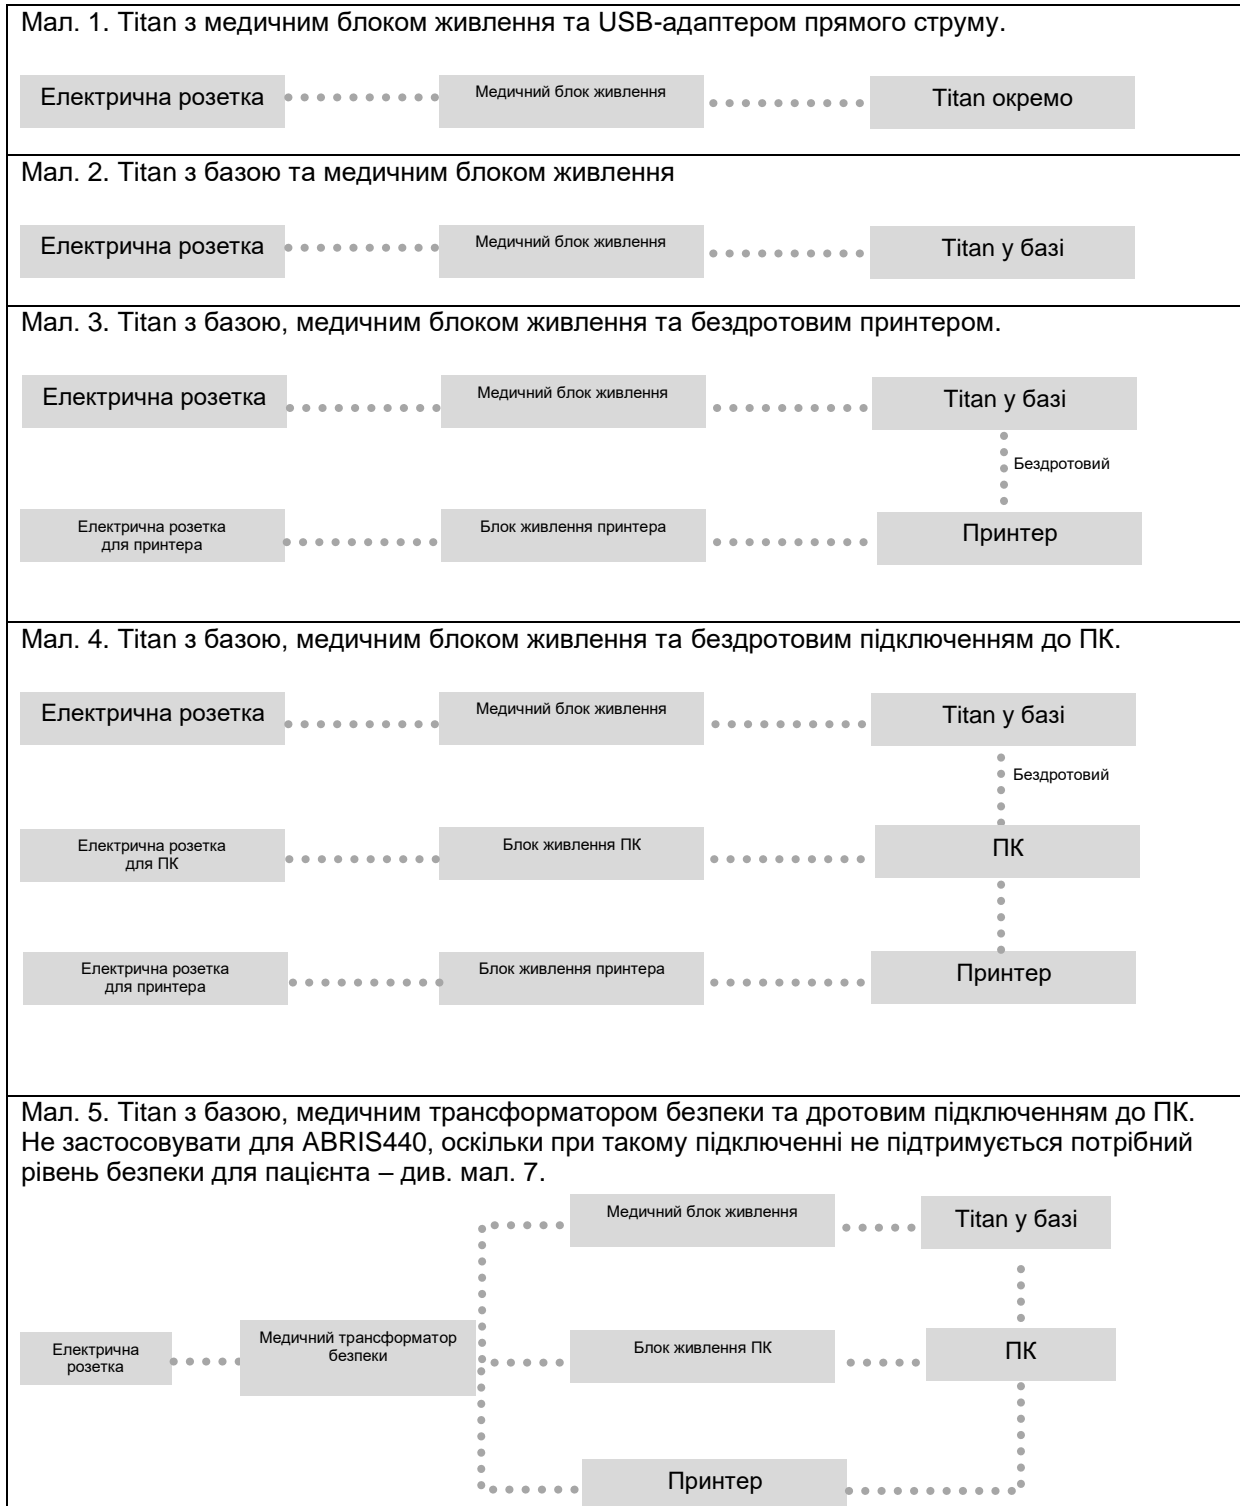 Мал. 1. Titan з медичним блоком живлення та USB-адаптером прямого струму.
Електрична розетка
Медичний блок живлення
Titan окремо
Мал. 2. Titan з базою та медичним блоком живлення
Електрична розетка
Медичний блок живлення
Titan у базі
Мал. 3. Titan з базою, медичним блоком живлення та бездротовим принтером.
Електрична розетка
Медичний блок живлення
Titan у базі
Бездротовий
Електрична розетка
для принтера
Блок живлення принтера
Принтер
Мал. 4. Titan з базою, медичним блоком живлення та бездротовим підключенням до ПК.
Електрична розетка
Медичний блок живлення
Titan у базі
Бездротовий
Електрична розетка
для ПК
Блок живлення ПК
ПК
Електрична розетка
для принтера
Блок живлення принтера
Принтер
Мал. 5. Titan з базою, медичним трансформатором безпеки та дротовим підключенням до ПК.
Не застосовувати для ABRIS440, оскільки при такому підключенні не підтримується потрібний
рівень безпеки для пацієнта – див. мал. 7.
Медичний блок живлення
Titan у базі
Електрична
розетка
Медичний трансформатор
безпеки
Блок живлення ПК
ПК
Принтер